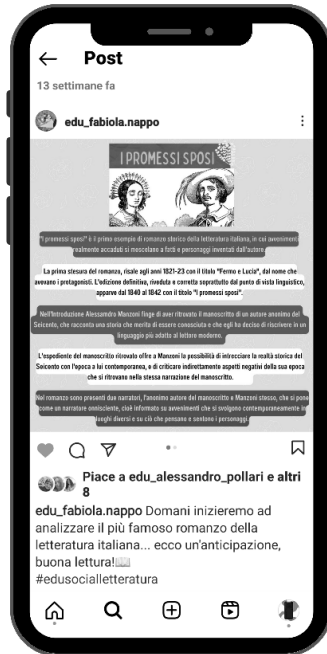 Post
13 settimane fa
edu_fabiola.nappo
I PROMESSI SPOSI
"I promessi sposi" è il primo esempio di romanzo storico della letteratura italiana, in cui avvenimenti
realmente accaduti si mescolano a fatti e personaggi inventati dall'autore.
La prima stesura del romanzo, risale agli anni 1821-23 con il titolo "Fermo e Lucia", dal nome che
avevano i protagonisti. L'edizione definitiva, riveduta e corretta soprattutto dal punto di vista linguistico,
apparve dal 1840 al 1842 con il titolo "I promessi sposi".
Nell'Introduzione Alessandro Manzoni finge di aver ritrovato il manoscritto di un autore anonimo del
Seicento, che racconta una storia che merita di essere conosciuta e che egli ha deciso di riscrivere in un
linguaggio più adatto al lettore moderno.
L'espediente del manoscritto ritrovato offre a Manzoni la possibilità di intrecciare la realtà storica del
Seicento con l'epoca a lui contemporanea, e di criticare indirettamente aspetti negativi della sua epoca
che si ritrovano nella stessa narrazione del manoscritto.
Nel romanzo sono presenti due narratori, l'anonimo autore del manoscritto e Manzoni stesso, che si pone
come un narratore onnisciente, cioè informato su avvenimenti che si svolgono contemporaneamente in
luoghi diversi e su ciò che pensano e sentono i personaggi.
Piace a edu_alessandro_pollari e altri
8
edu_fabiola.nappo Domani inizieremo ad
analizzare il più famoso romanzo della
letteratura italiana... ecco un'anticipazione,
buona lettura!📖
#edusocialletteratura